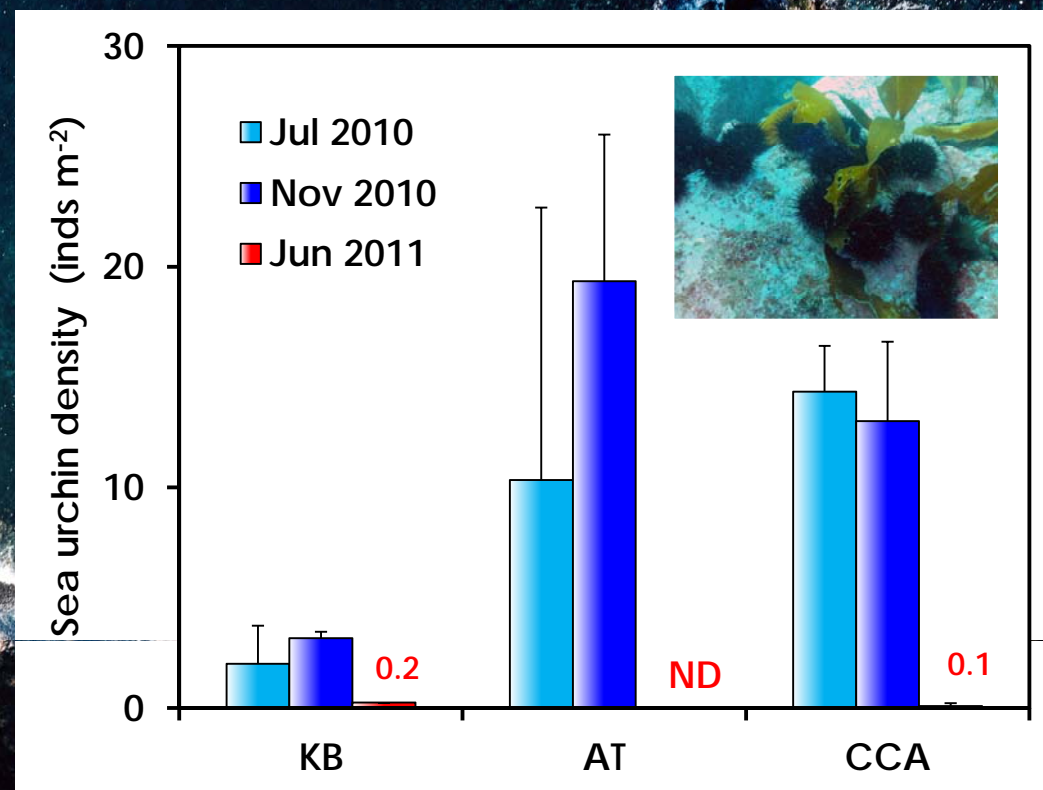 30
20
10
0
Sea urchin density (inds m⁻²)
Jul 2010
Nov 2010
Jun 2011
0.2
ND
0.1
KB
AT
CCA